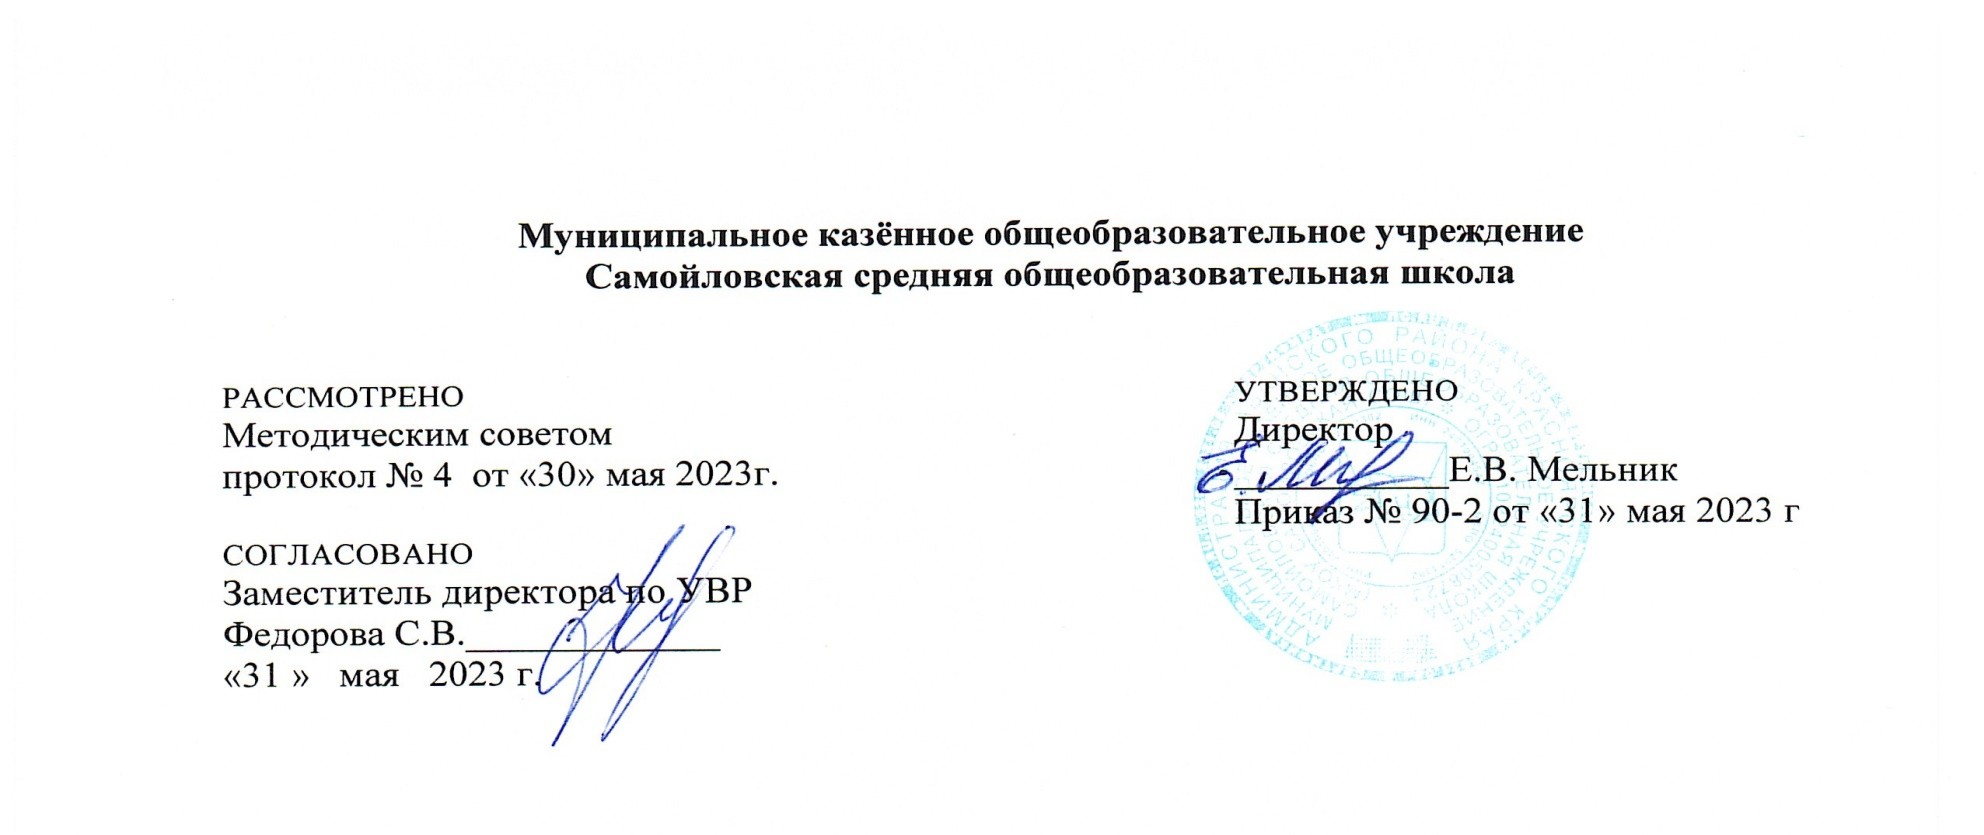 Муниципальное казённое общеобразовательное учреждение
Самойловская средняя общеобразовательная школа
РАССМОТРЕНО
Методическим советом
протокол № 4 от «30» мая 2023г.
СОГЛАСОВАНО
Заместитель директора по УВР
Федорова С.В.______________
«31 » мая 2023 г.
УТВЕРЖДЕНО
Директор
____________Е.В. Мельник
Приказ № 90-2 от «31» мая 2023 г